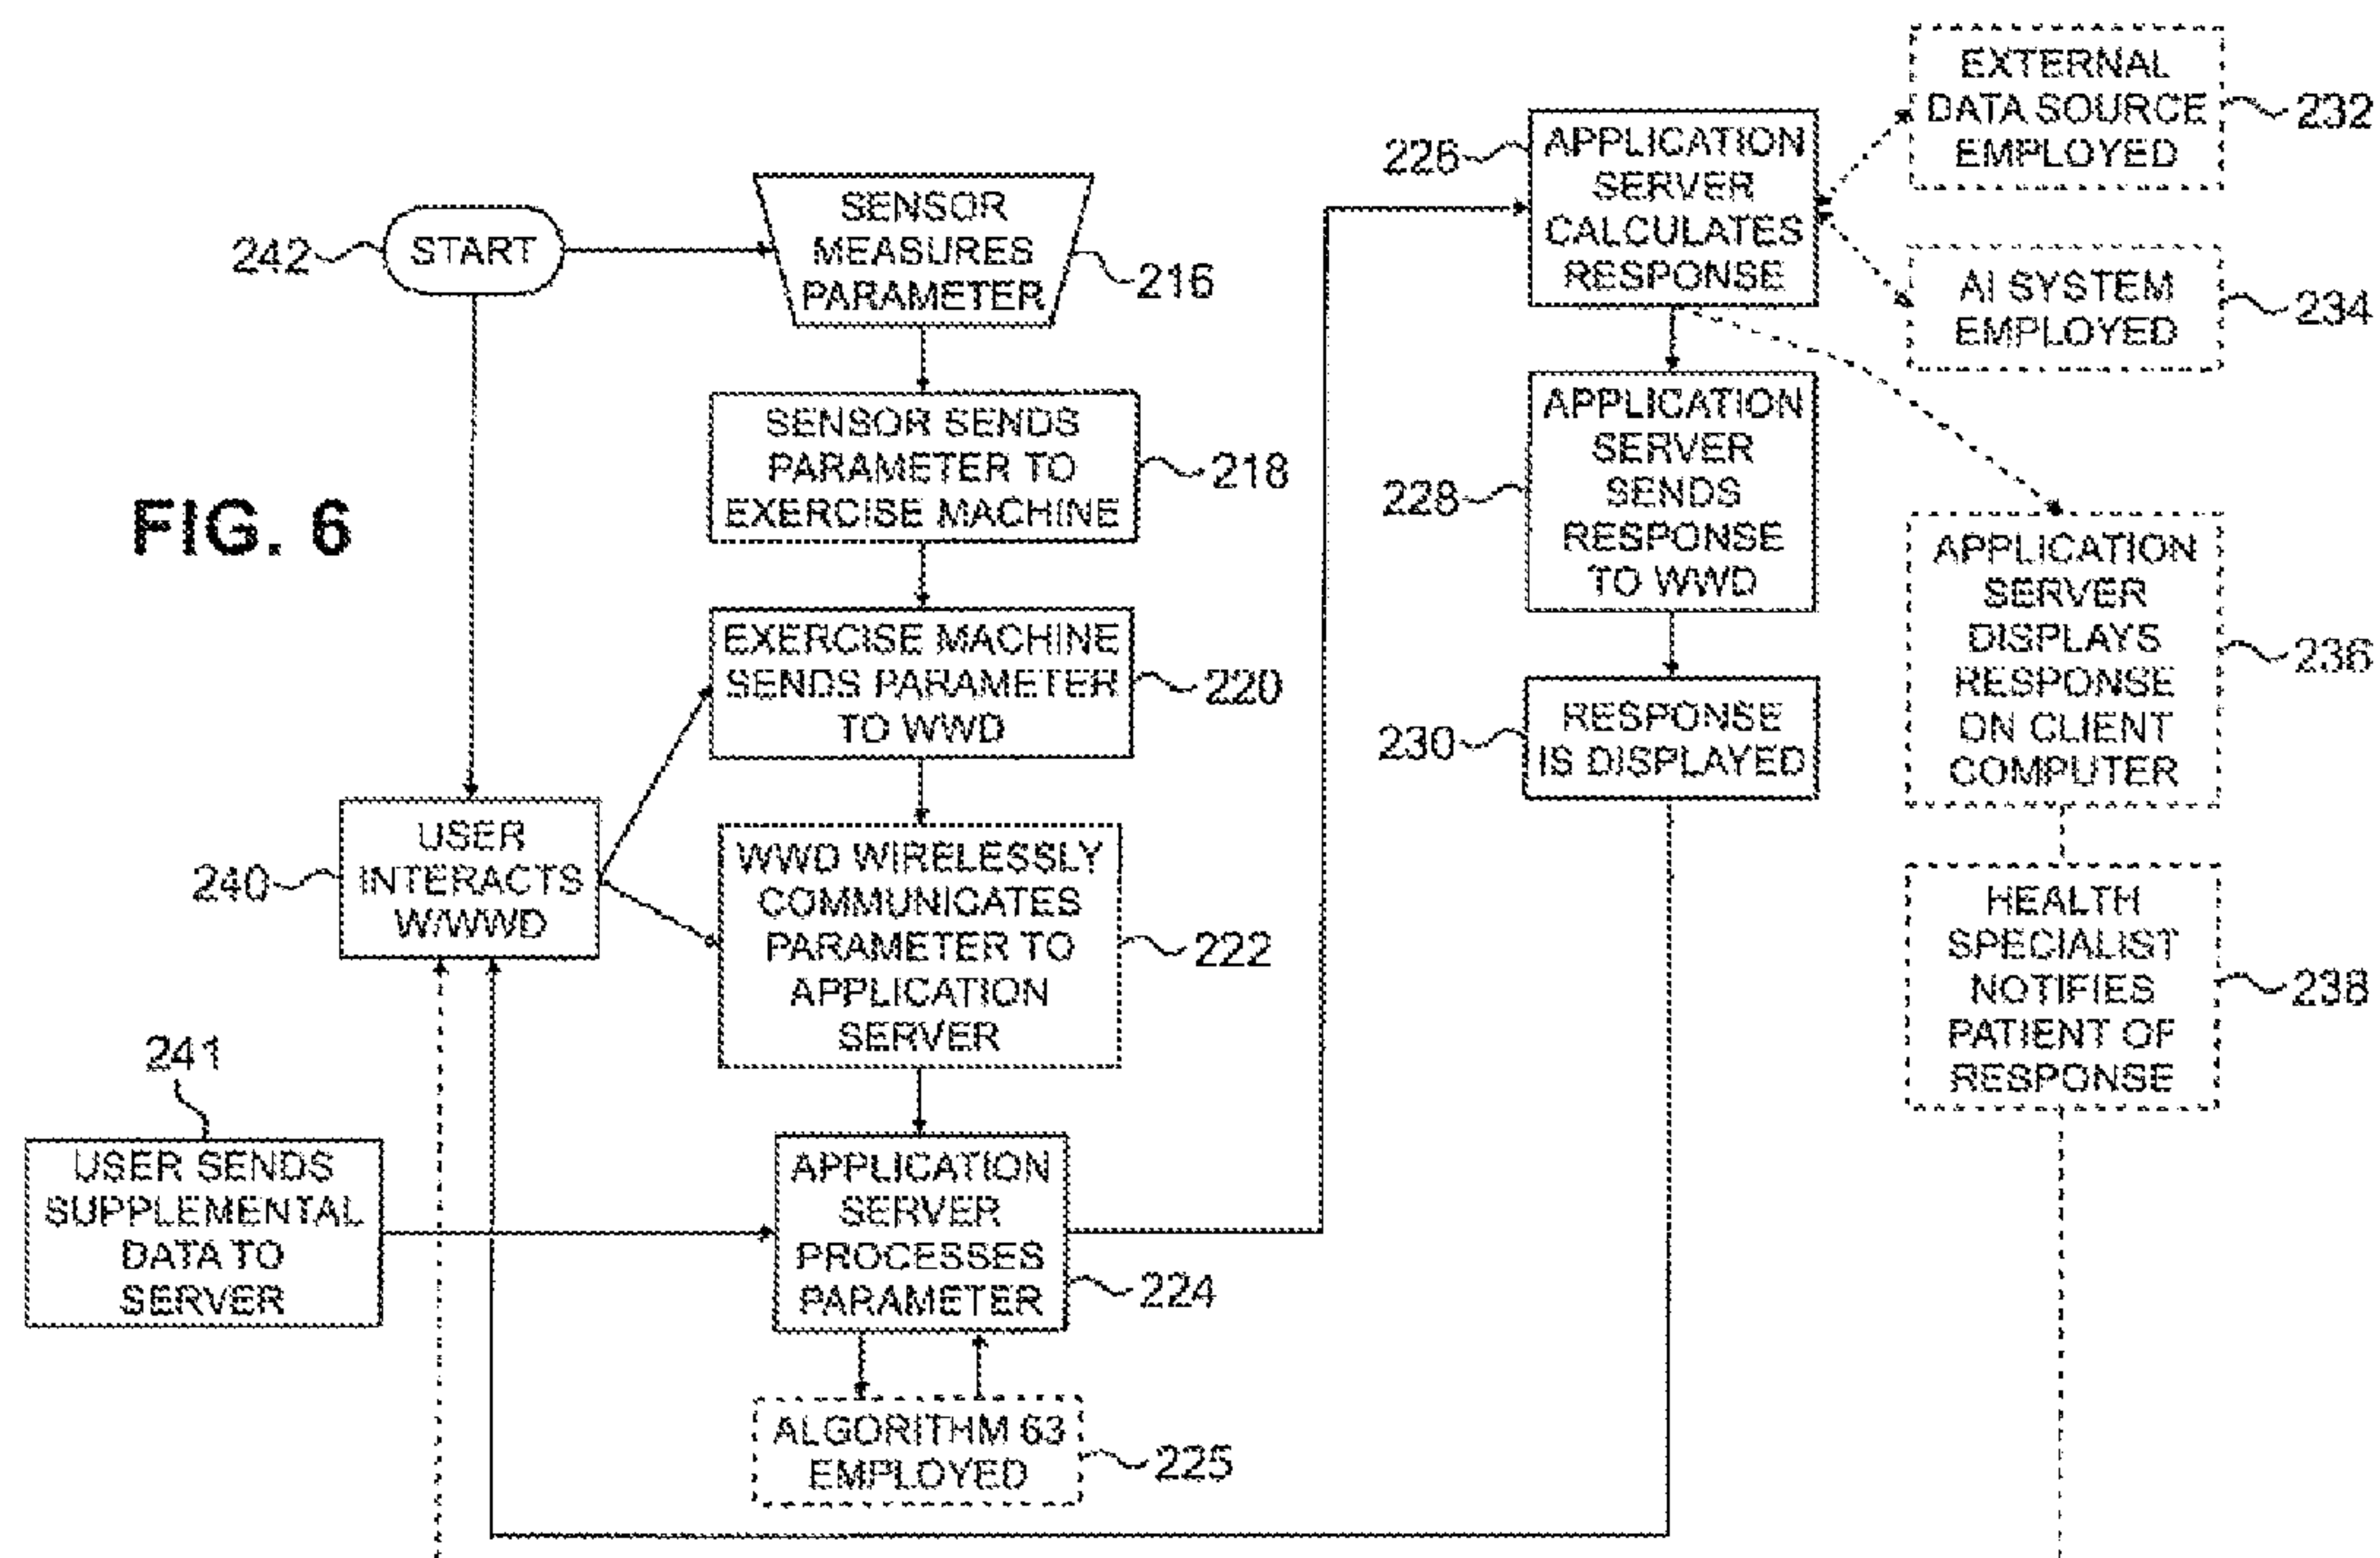 FIG. 6
242
START
SENSOR
MEASURES
PARAMETER
216
SENSOR SENDS
PARAMETER TO
EXERCISE MACHINE
218
EXERCISE MACHINE
SENDS PARAMETER
TO WWD
220
USER
INTERACTS
W/WWD
240
WWD WIRELESSLY
COMMUNICATES
PARAMETER TO
APPLICATION
SERVER
222
241
USER SENDS
SUPPLEMENTAL
DATA TO
SERVER
APPLICATION
SERVER
PROCESSES
PARAMETER
224
ALGORITHM 63
EMPLOYED
225
226
APPLICATION
SERVER
CALCULATES
RESPONSE
228
APPLICATION
SERVER
SENDS
RESPONSE
TO WWD
230
RESPONSE
IS DISPLAYED
EXTERNAL
DATA SOURCE
EMPLOYED
232
AI SYSTEM
EMPLOYED
234
APPLICATION
SERVER
DISPLAYS
RESPONSE
ON CLIENT
COMPUTER
236
HEALTH
SPECIALIST
NOTIFIES
PATIENT OF
RESPONSE
238